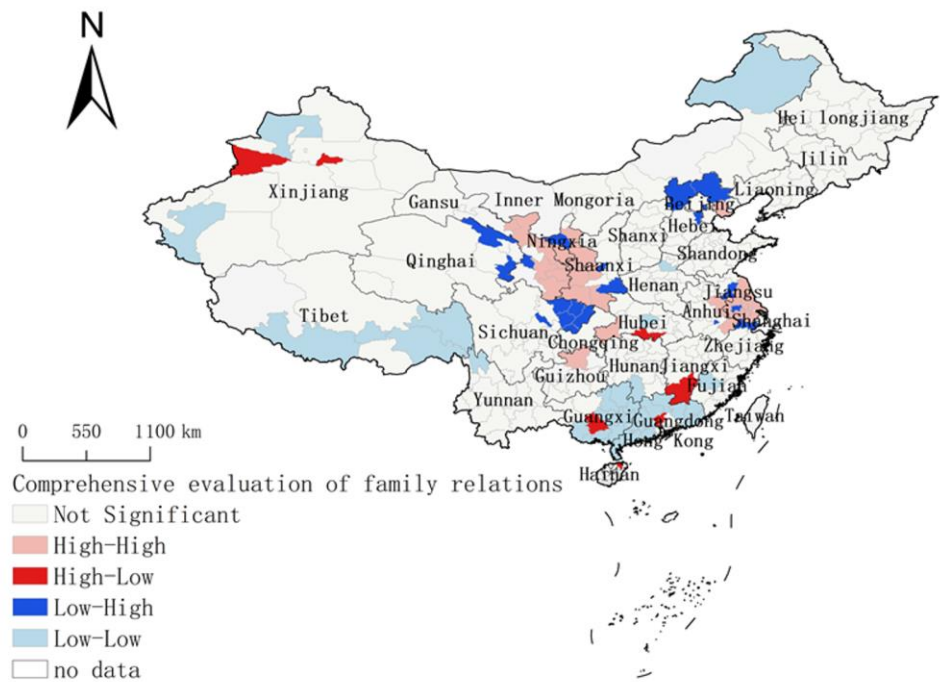 N
Hei longjiang
Jilin
Xinjiang
Gansu
Inner Mongoria
Liaoning
Beijing
Hebei
Ningxia
Shanxi
Shandong
Qinghai
Shaanxi
Henan
Jiangsu
Anhui
Tibet
Hubei
Shanghai
Sichuan
Chongqing
Zhejiang
Hunan
Jiangxi
Guizhou
Fujian
Yunnan
Guangxi
Guangdong
Taiwan
Hong Kong
Hainan
0 550 1100 km
Comprehensive evaluation of family relations
Not Significant
High-High
High-Low
Low-High
Low-Low
no data